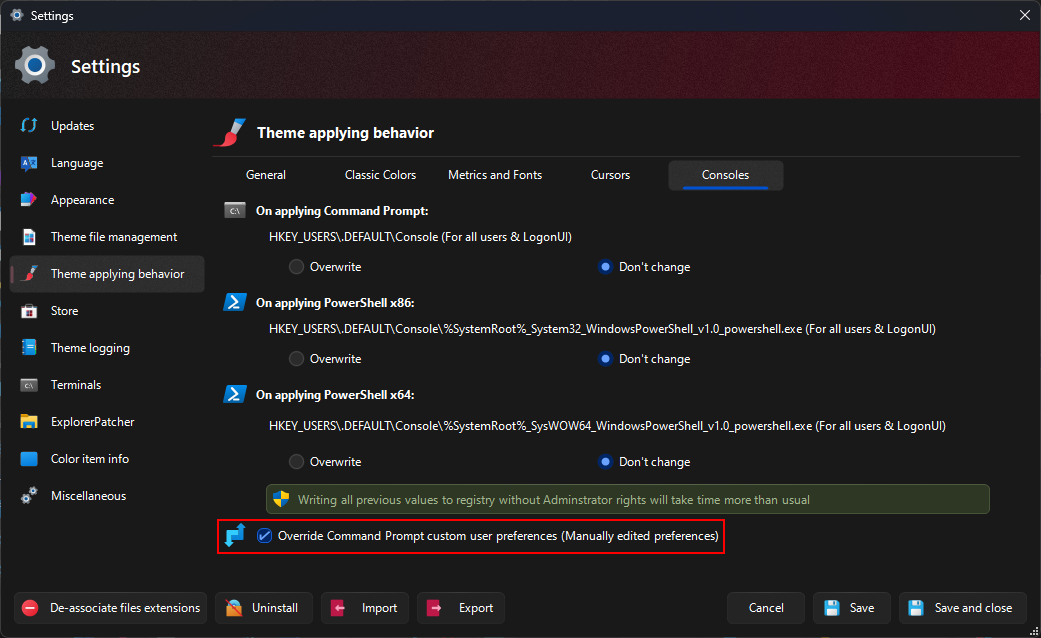 Settings
Settings
Updates
Language
Appearance
Theme file management
Theme applying behavior
Store
Theme logging
Terminals
ExplorerPatcher
Color item info
Miscellaneous
Theme applying behavior
General Classic Colors Metrics and Fonts Cursors Consoles
On applying Command Prompt:
HKEY_USERS\.DEFAULT\Console (For all users & LogonUI)
Overwrite Don't change
On applying PowerShell x86:
HKEY_USERS\.DEFAULT\Console\%SystemRoot%_System32_WindowsPowerShell_v1.0_powershell.exe (For all users & LogonUI)
Overwrite Don't change
On applying PowerShell x64:
HKEY_USERS\.DEFAULT\Console\%SystemRoot%_SysWOW64_WindowsPowerShell_v1.0_powershell.exe (For all users & LogonUI)
Overwrite Don't change
Writing all previous values to registry without Adminstrator rights will take time more than usual
Override Command Prompt custom user preferences (Manually edited preferences)
De-associate files extensions Uninstall Import Export Cancel Save Save and close